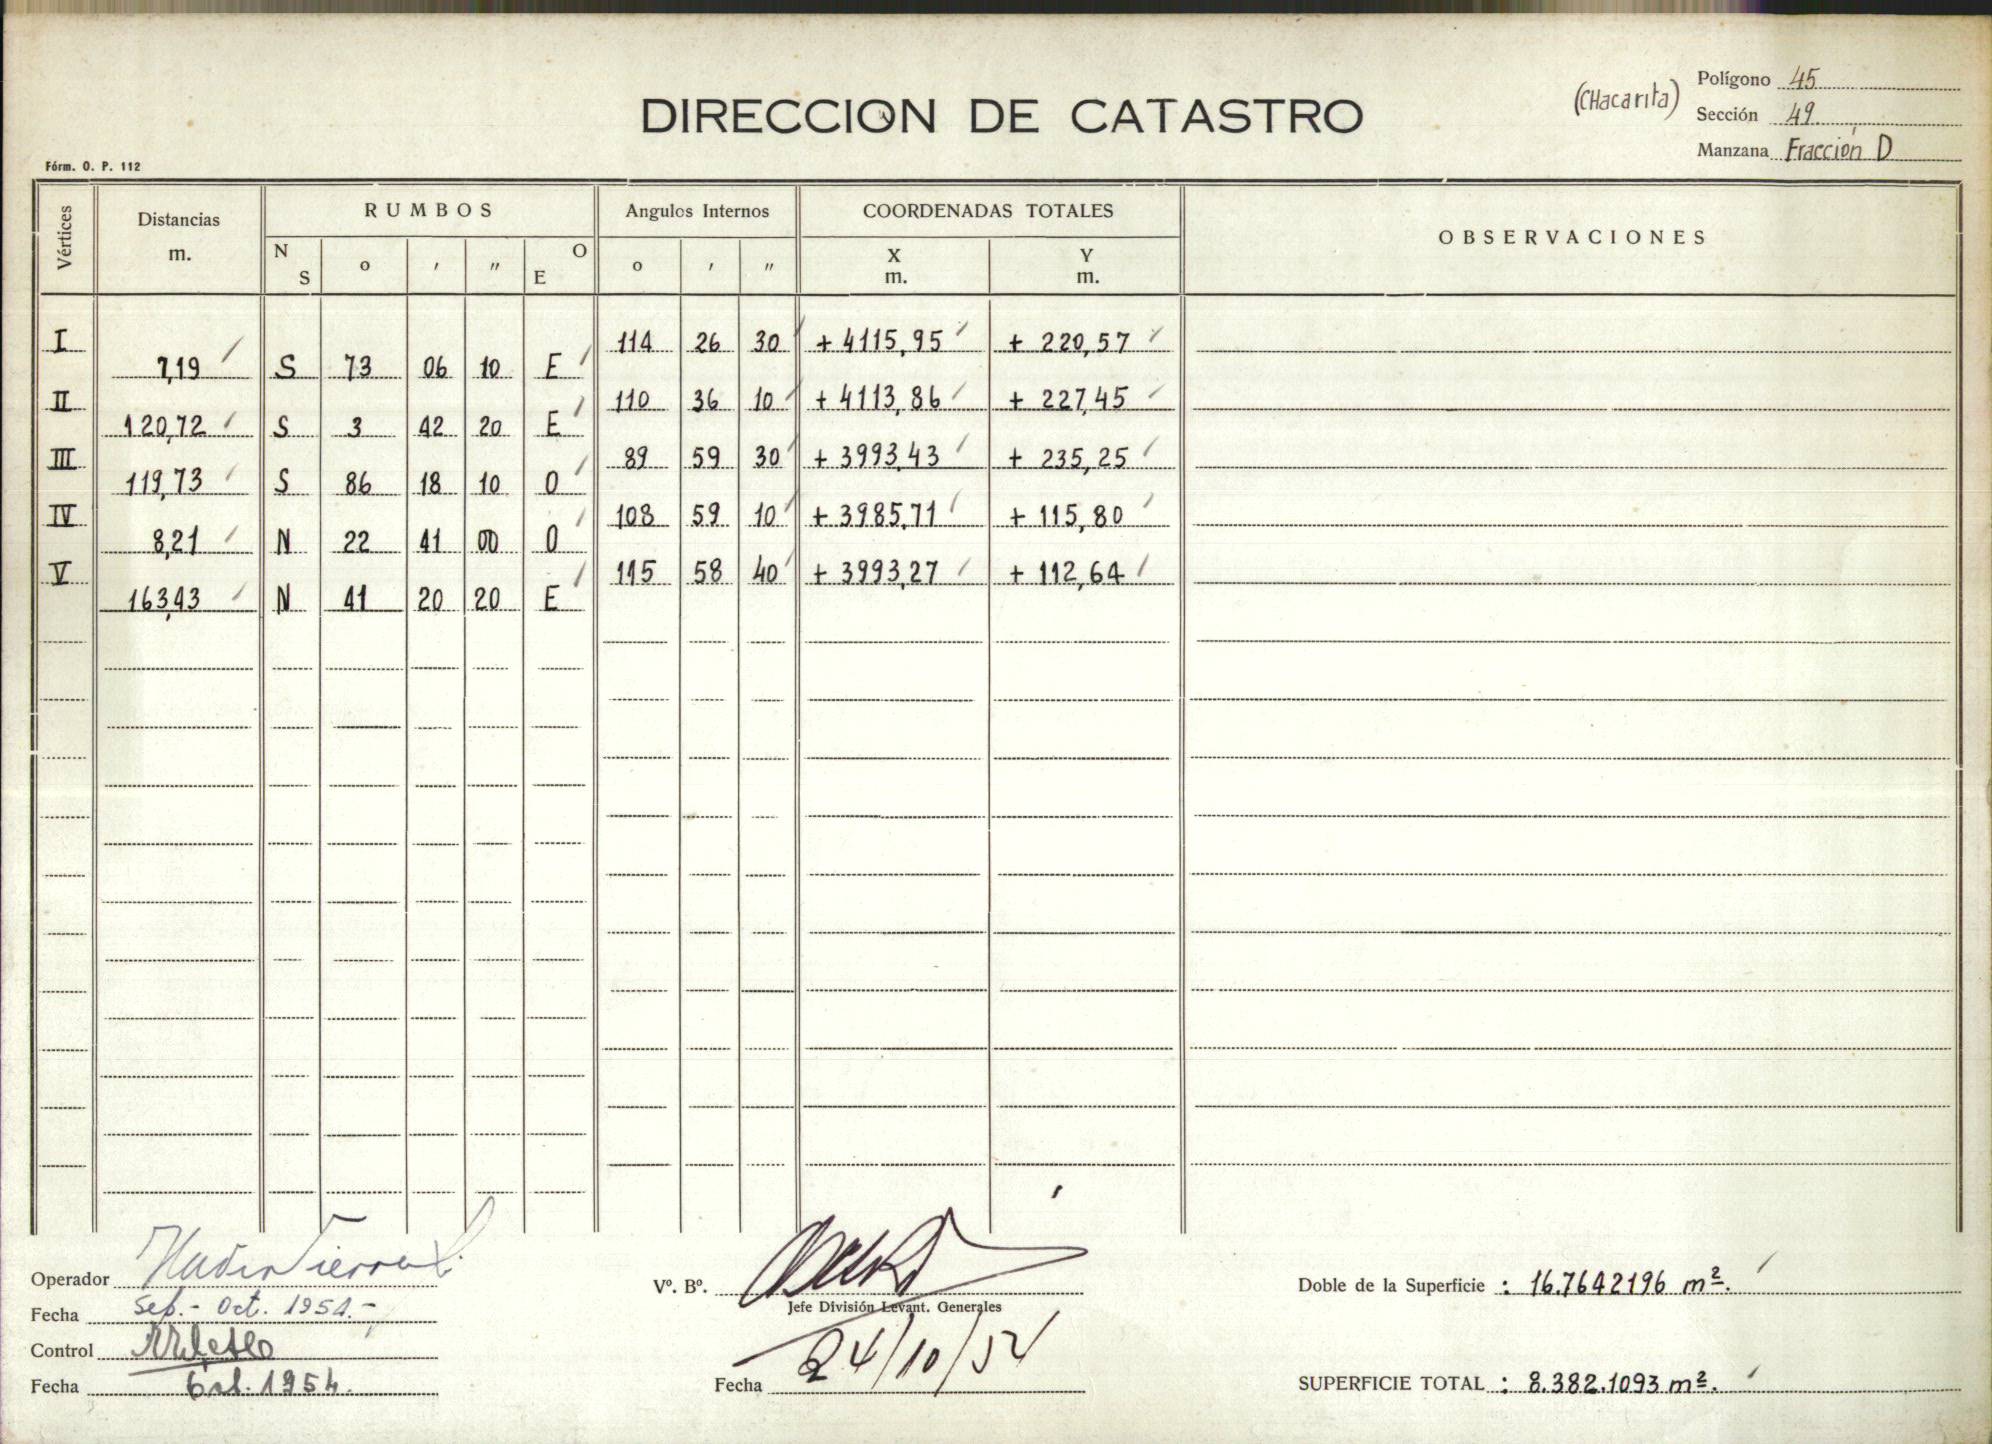 DIRECCION DE CATASTRO
(CHacarita)
Polígono 45
Sección 49
Manzana Fracción D
Fórm. O. P. 112
Vértices
Distancias m.
RUMBOS
N S
o ′ ″
O E
Angulos Internos
o ′ ″
COORDENADAS TOTALES
X m.
Y m.
OBSERVACIONES
I 114 26 30 + 4115,95 + 220,57
7,19 S 73 06 10 E
II 110 36 10 + 4113,86 + 227,45
120,72 S 3 42 20 E
III 89 59 30 + 3993,43 + 235,25
119,73 S 86 18 10 O
IV 108 59 10 + 3985,71 + 115,80
8,21 N 22 41 00 O
V 115 58 40 + 3993,27 + 112,64
163,43 N 41 20 20 E
Operador
Fecha Sep.- Oct. 1954.-
Control
Fecha Oct. 1954.
Vº. Bº.
Jefe División Levant. Generales
Fecha 24/10/54
Doble de la Superficie : 16.7642196 m².
SUPERFICIE TOTAL : 8.382.1093 m².